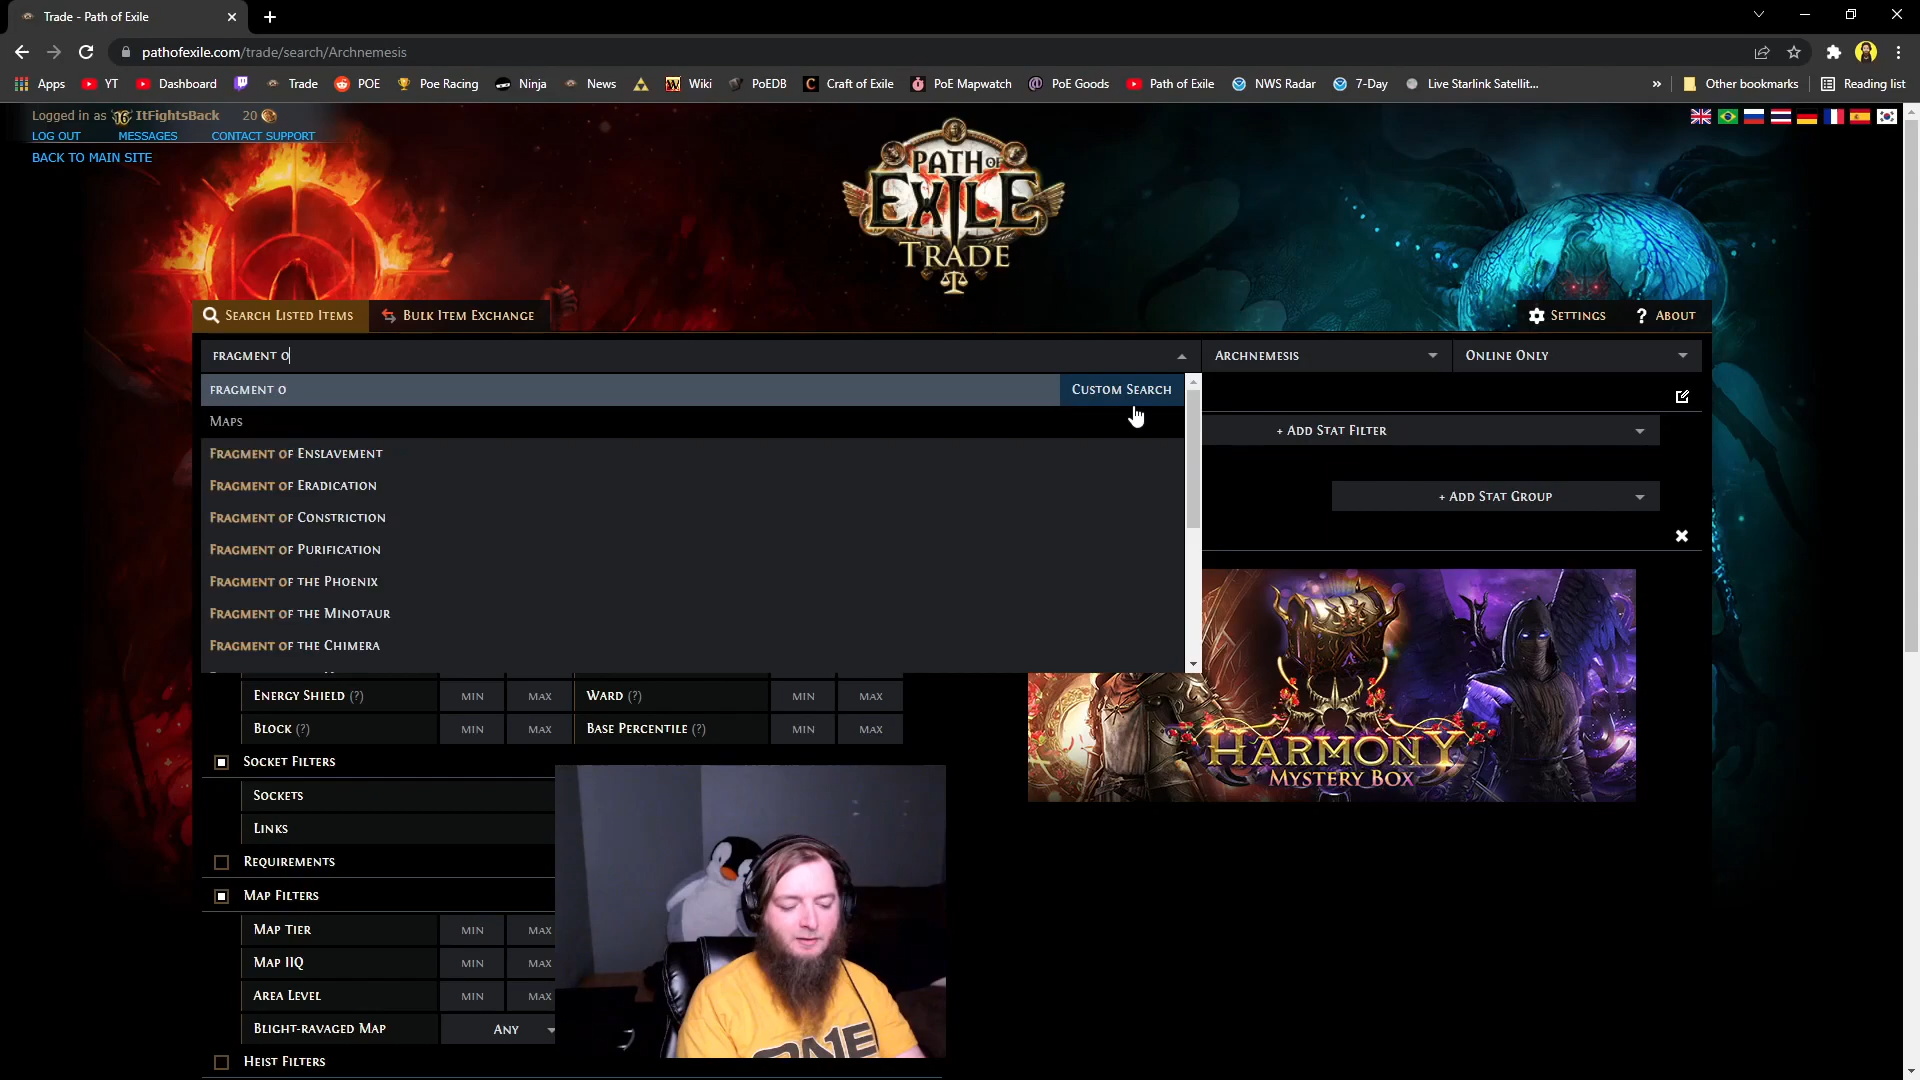 Trade - Path of Exile
pathofexile.com/trade/search/Archnemesis
Apps YT Dashboard Trade POE Poe Racing Ninja News Wiki PoEDB Craft of Exile PoE Mapwatch PoE Goods Path of Exile NWS Radar 7-Day Live Starlink Satellit... » Other bookmarks Reading list
Logged in as ItFightsBack 20
LOG OUT MESSAGES CONTACT SUPPORT
BACK TO MAIN SITE
PATH OF
EXILE
TRADE
Search Listed Items Bulk Item Exchange Settings ? About
fragment o Archnemesis Online Only
fragment o Custom Search
Maps
+ Add Stat Filter
Fragment of Enslavement
Fragment of Eradication
+ Add Stat Group
Fragment of Constriction
Fragment of Purification
Fragment of the Phoenix
Fragment of the Minotaur
Fragment of the Chimera
Energy Shield (?) MIN MAX Ward (?) MIN MAX
Block (?) MIN MAX Base Percentile (?) MIN MAX
HARMONY
MYSTERY BOX
Socket Filters
Sockets
Links
Requirements
Map Filters
Map Tier MIN MAX
Map IIQ MIN MAX
Area Level MIN MAX
Blight-ravaged Map Any
Heist Filters